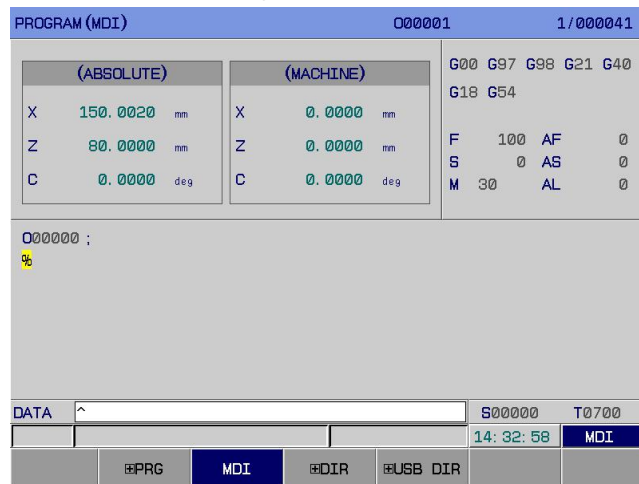 PROGRAM(MDI) O00001 1/000041
(ABSOLUTE) (MACHINE) G00 G97 G98 G21 G40
G18 G54
X 150.0020 mm X 0.0000 mm
Z 80.0000 mm Z 0.0000 mm F 100 AF 0
S 0 AS 0
C 0.0000 deg C 0.0000 deg M 30 AL 0
O00000 ;
%
DATA ^ S00000 T0700
14:32:58 MDI
⊞PRG MDI ⊞DIR ⊞USB DIR